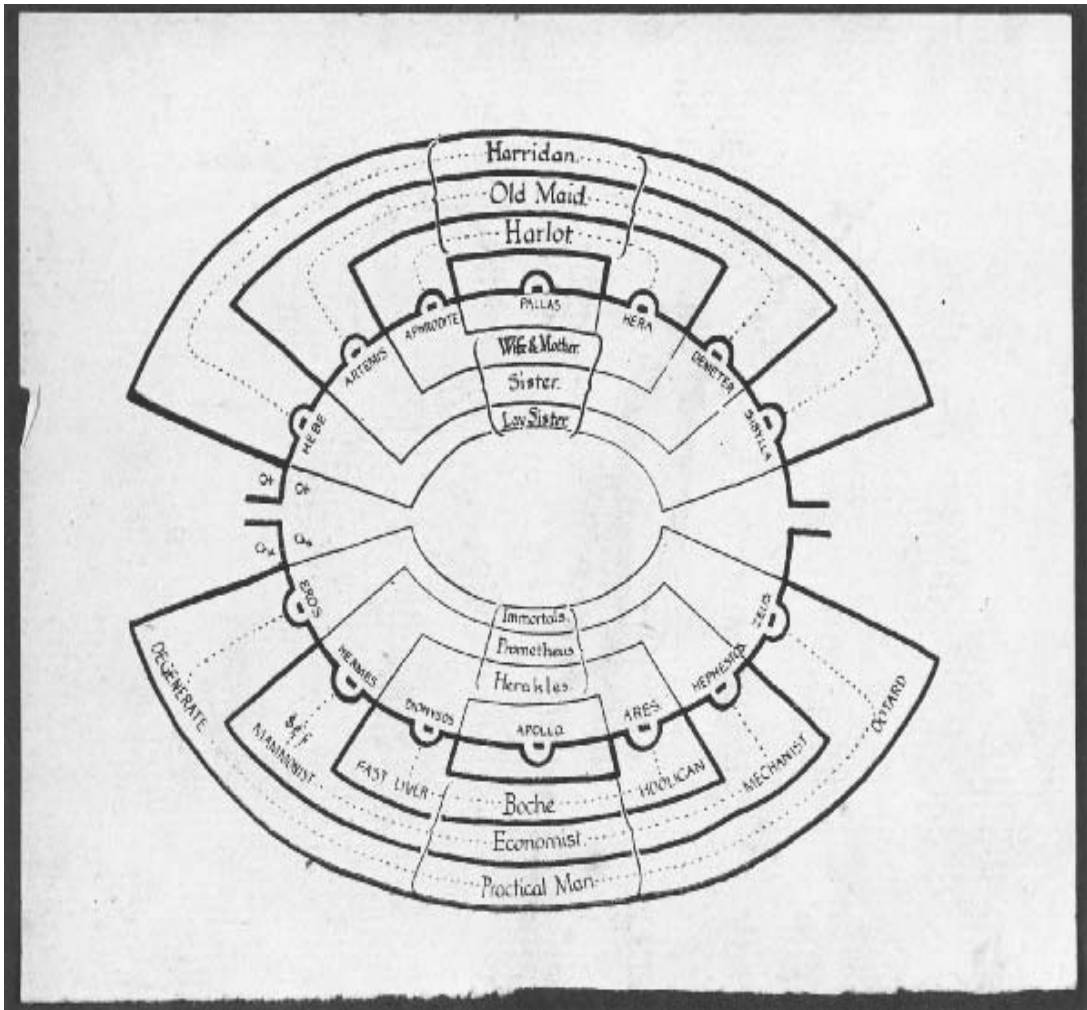 Harridan
Old Maid
Harlot
PALLAS
APHRODITE
HERA
ARTEMIS
DEMETER
HEBE
SIBYLLA
Wife & Mother
Sister
Lay Sister
♀ ♀
♂ ♂
Immortals
Prometheus
Herakles
EROS
ZEUS
HERMES
HEPHESTOS
DIONYSOS
ARES
APOLLO
DEGENERATE
DOTARD
$¢£
MAMMONIST
MECHANIST
FAST LIVER
HOOLIGAN
Boche
Economist
Practical Man